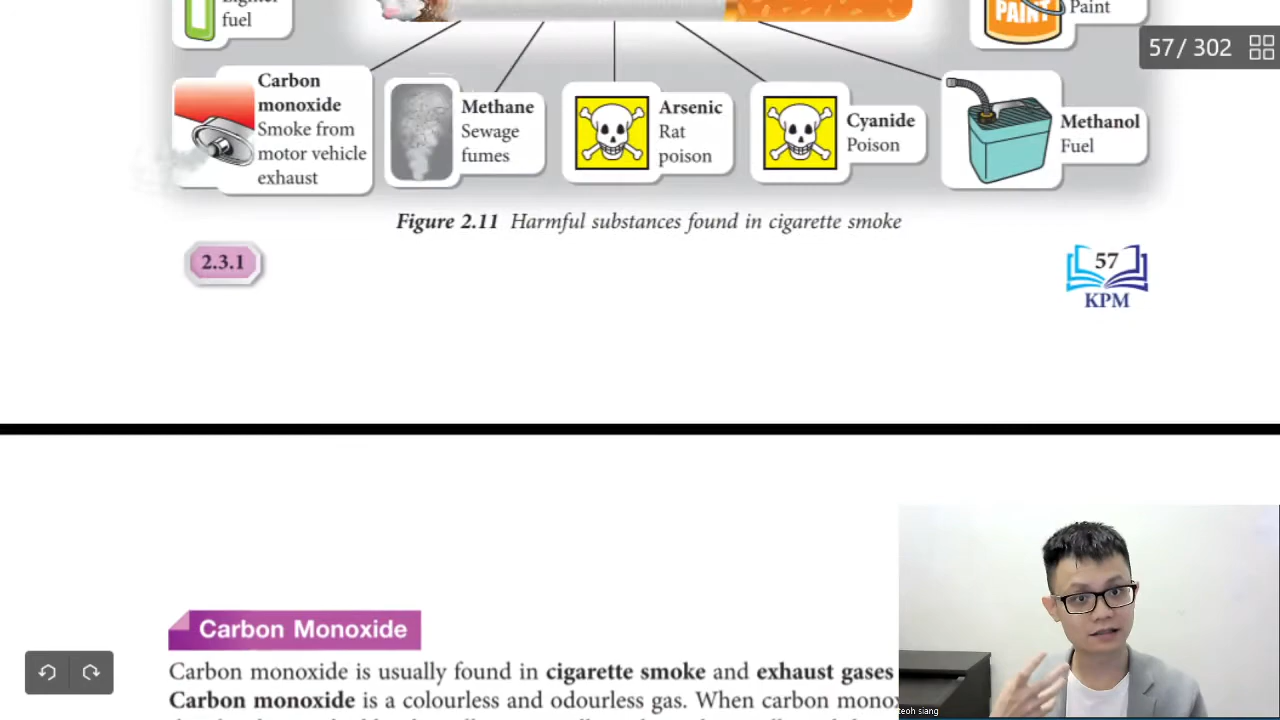 fuel
PAINT
Paint
57 / 302
Carbon
monoxide
Smoke from
motor vehicle
exhaust
Methane
Sewage
fumes
Arsenic
Rat
poison
Cyanide
Poison
Methanol
Fuel
Figure 2.11 Harmful substances found in cigarette smoke
2.3.1
57
KPM
Carbon Monoxide
Carbon monoxide is usually found in cigarette smoke and exhaust gases
Carbon monoxide is a colourless and odourless gas. When carbon monox
teoh siang